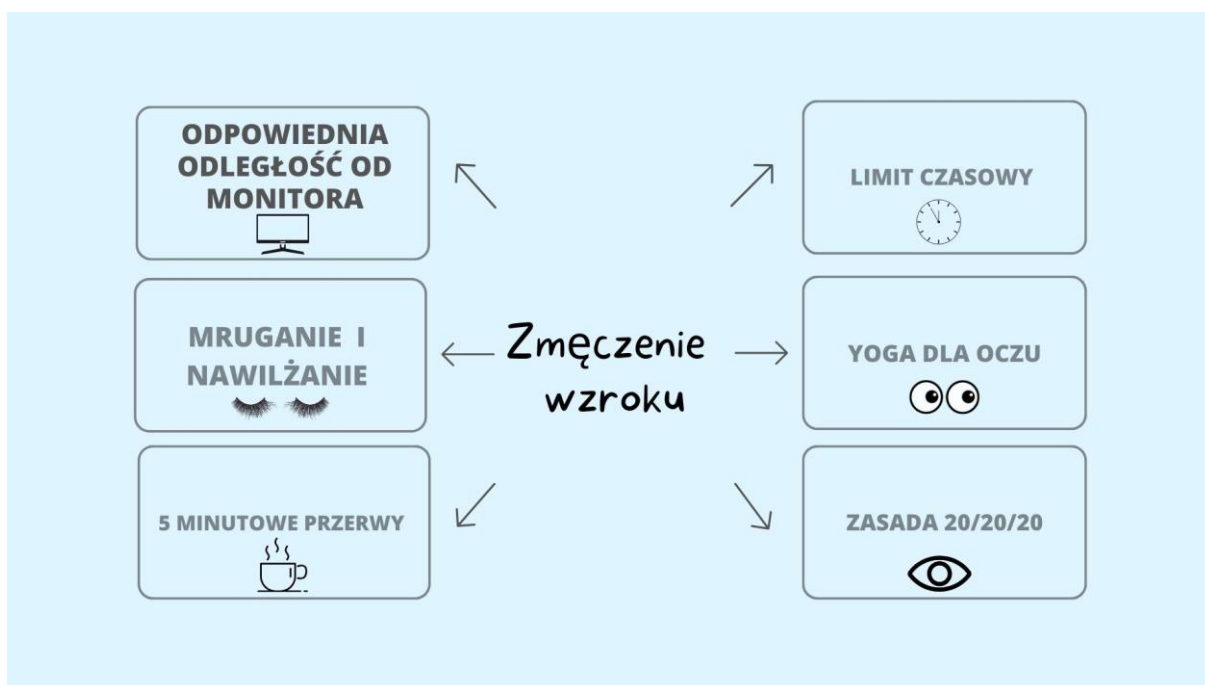 ODPOWIEDNIA
ODLEGŁOŚĆ OD
MONITORA
LIMIT CZASOWY
MRUGANIE I
NAWILŻANIE
Zmęczenie
wzroku
YOGA DLA OCZU
5 MINUTOWE PRZERWY
ZASADA 20/20/20